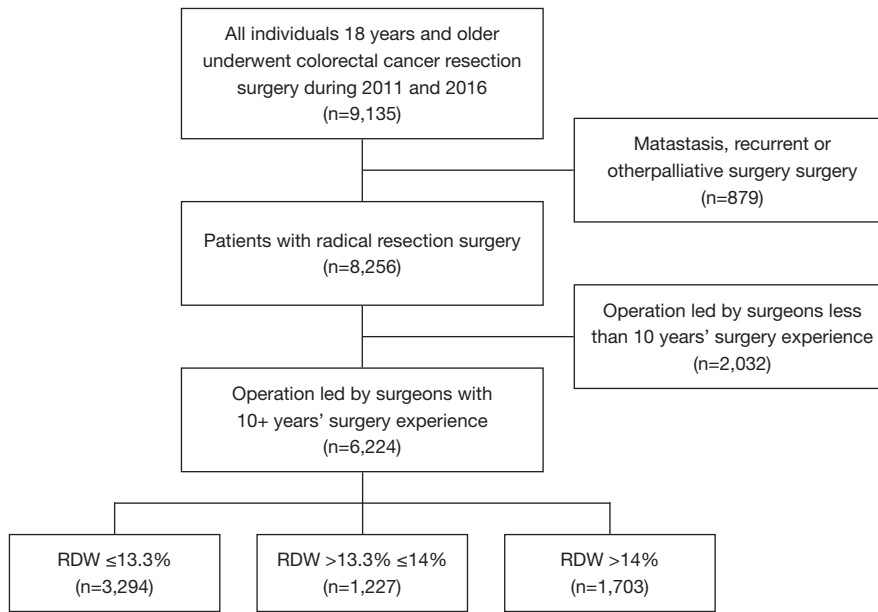 All individuals 18 years and older
underwent colorectal cancer resection
surgery during 2011 and 2016
(n=9,135)
Matastasis, recurrent or
otherpalliative surgery surgery
(n=879)
Patients with radical resection surgery
(n=8,256)
Operation led by surgeons less
than 10 years’ surgery experience
(n=2,032)
Operation led by surgeons with
10+ years’ surgery experience
(n=6,224)
RDW ≤13.3%
(n=3,294)
RDW >13.3% ≤14%
(n=1,227)
RDW >14%
(n=1,703)